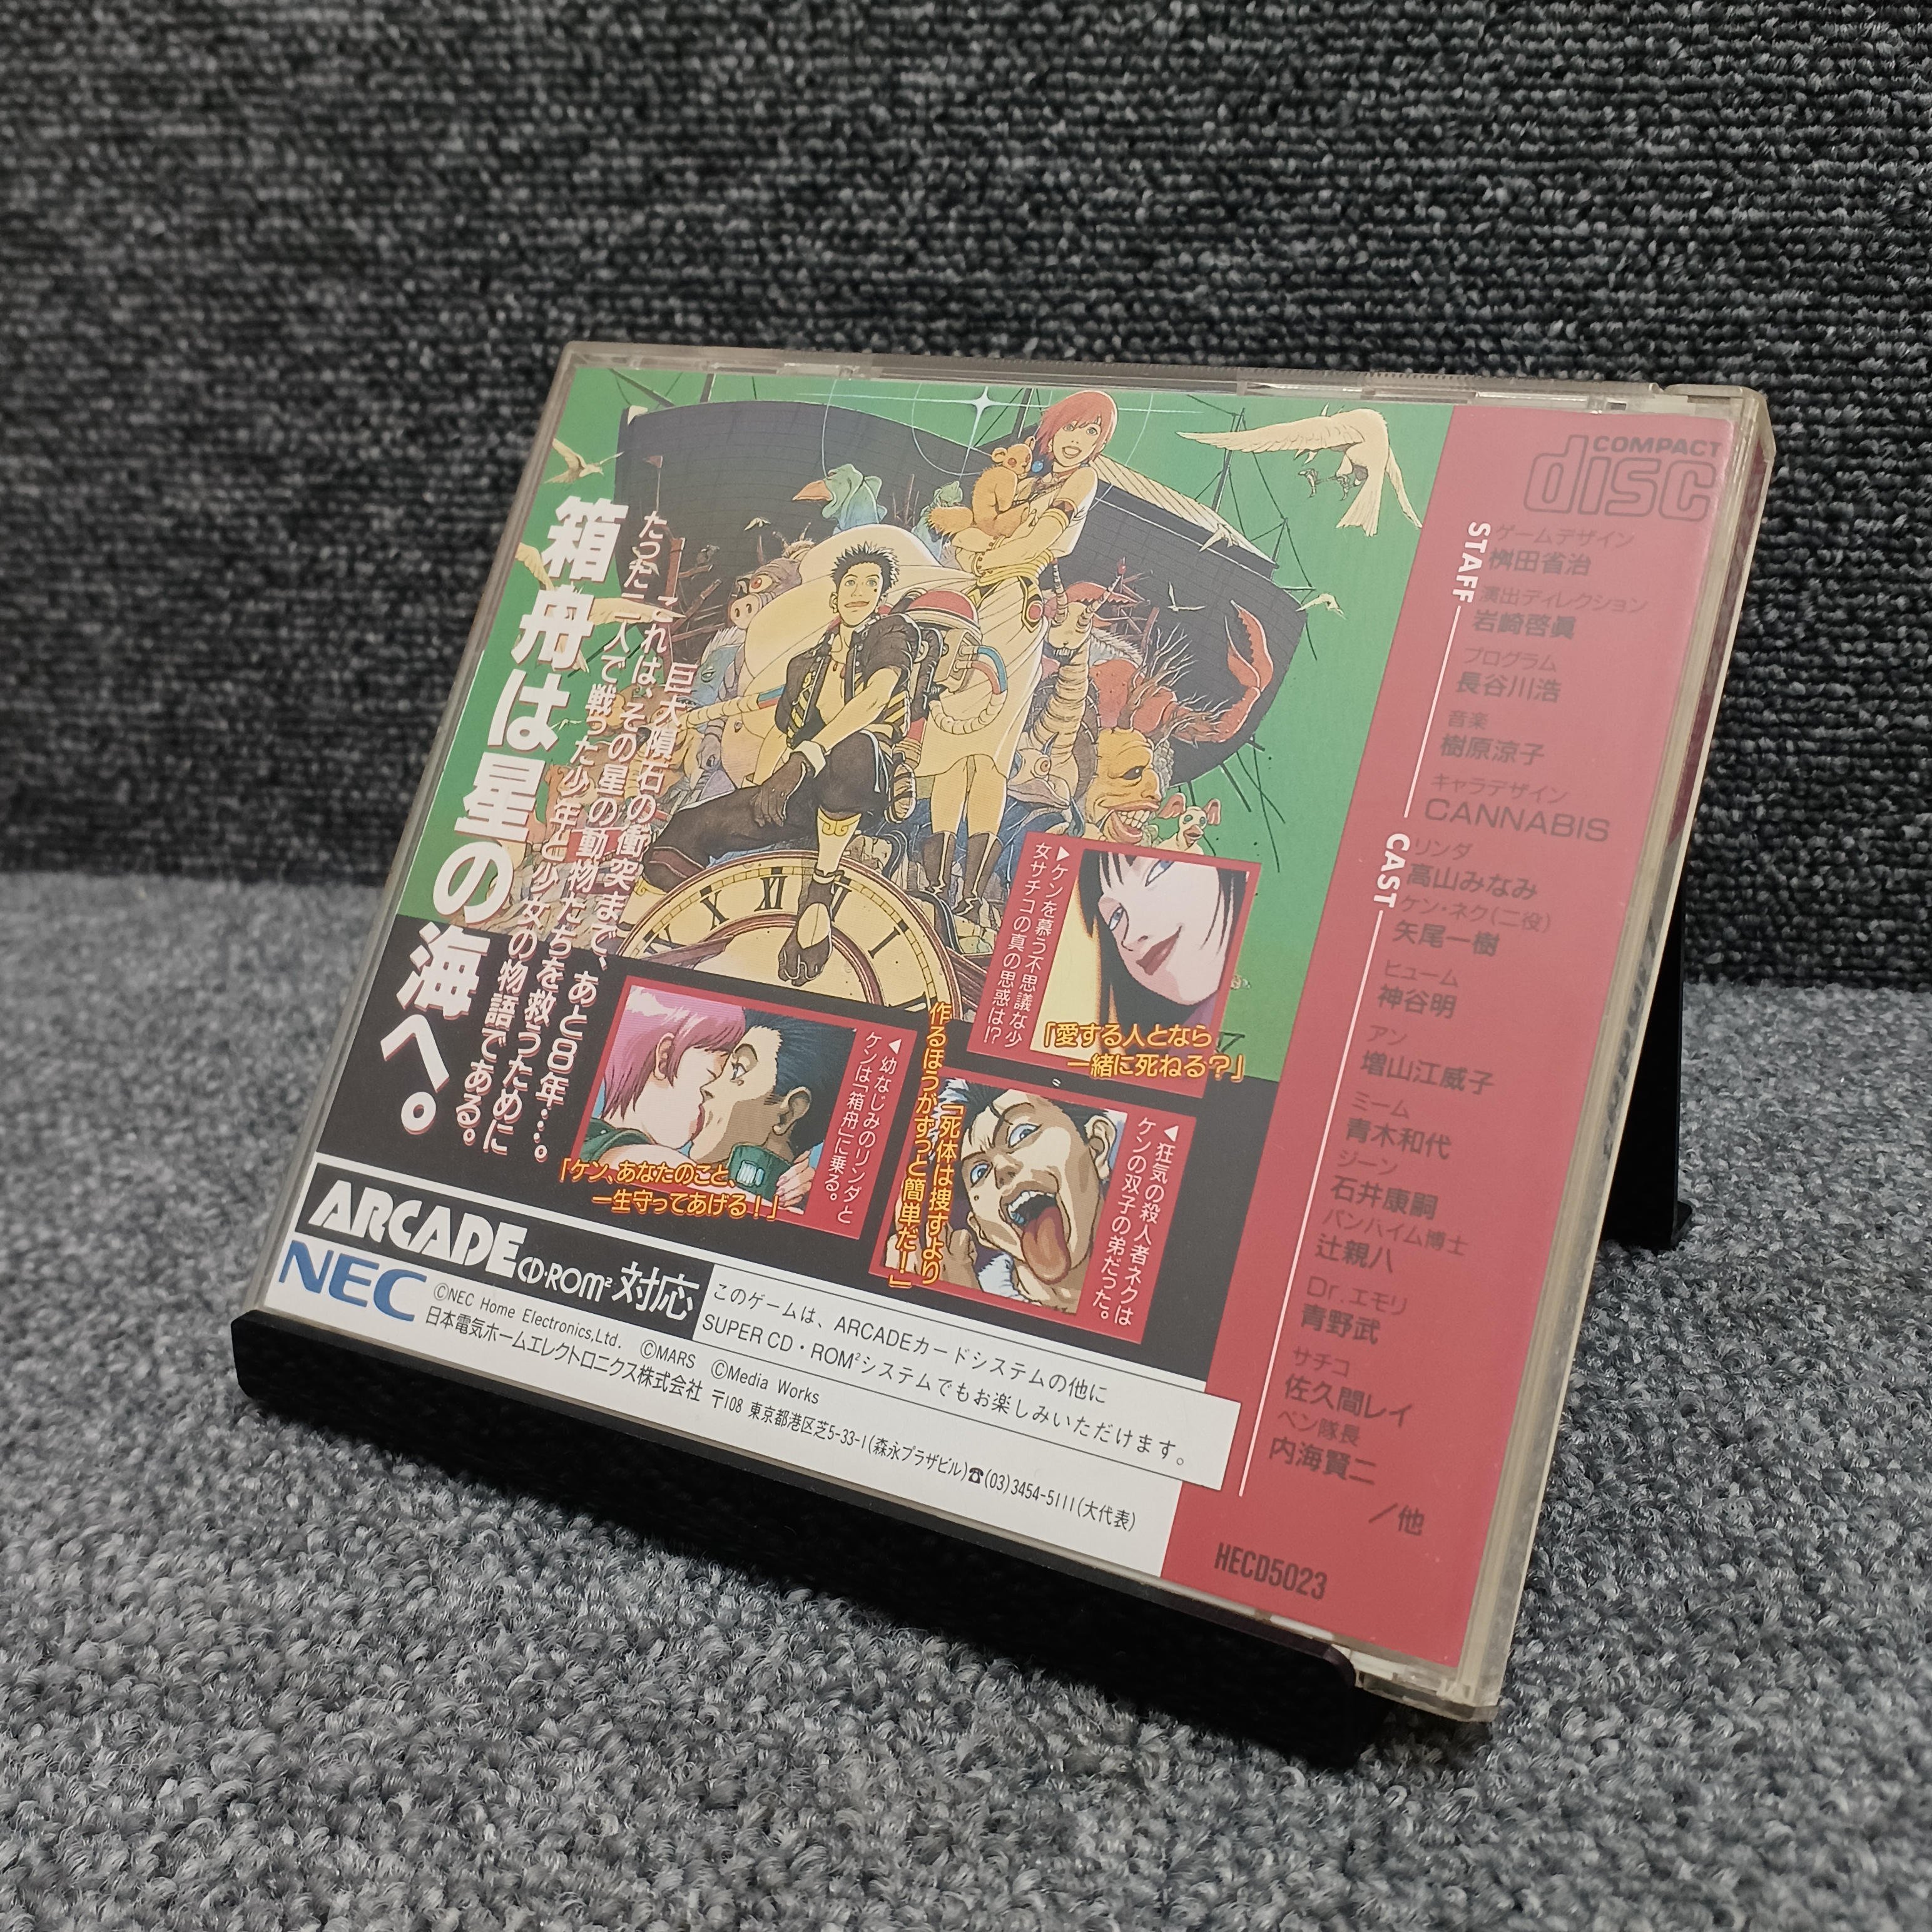 箱舟は星の海へ。
巨大隕石の衝突まで、あと8年…。
これは、その星の動物たちを救うために
たった二人で戦った少年と少女の物語である。
XII
I
▶ケンを慕う不思議な少
女サチコの真の思惑は!?
「愛する人となら
一緒に死ねる?」
◀幼なじみのリンダと
ケンは「箱舟」に乗る。
「ケン、あなたのこと、
一生守ってあげる!」
◀狂気の殺人者ネクは
ケンの双子の弟だった。
「死体は捜すより
作るほうがずっと簡単だ!」
ARCADE CD・ROM² 対応
このゲームは、ARCADEカードシステムの他に
SUPER CD・ROM²システムでもお楽しみいただけます。
NEC
©NEC Home Electronics,Ltd. ©MARS ©Media Works
日本電気ホームエレクトロニクス株式会社 〒108 東京都港区芝5-33-1(森永プラザビル)☎(03)3454-5111(大代表)
COMPACT
disc
STAFF
ゲームデザイン
桝田省治
演出ディレクション
岩崎啓眞
プログラム
長谷川浩
音楽
樹原涼子
キャラデザイン
CANNABIS
CAST
リンダ
高山みなみ
ケン・ネク(二役)
矢尾一樹
ヒューム
神谷明
アン
増山江威子
ミーム
青木和代
ジーン
石井康嗣
バンハイム博士
辻親八
Dr.エモリ
青野武
サチコ
佐久間レイ
ベン隊長
内海賢二
／他
HECD5023